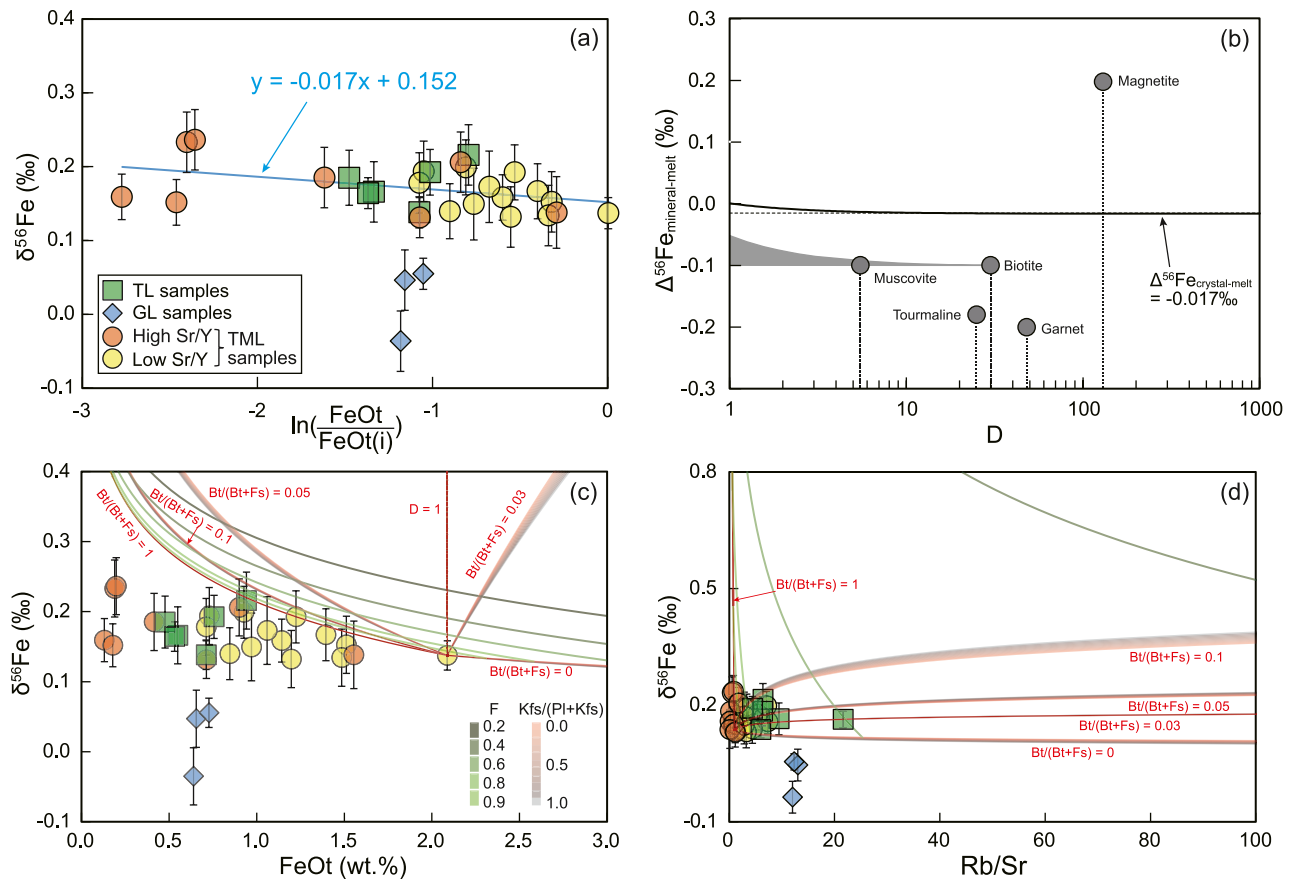 (a)
0.4
0.3
0.2
0.1
0.0
-0.1
δ⁵⁶Fe (‰)
y = -0.017x + 0.152
TL samples
GL samples
High Sr/Y
Low Sr/Y
TML
samples
-3
-2
-1
0
ln(FeOt/FeOt(i))
(b)
0.3
0.2
0.1
0.0
-0.1
-0.2
-0.3
Δ⁵⁶Fe mineral-melt (‰)
Magnetite
Muscovite
Biotite
Tourmaline
Garnet
Δ⁵⁶Fe crystal-melt
= -0.017‰
1
10
100
1000
D
(c)
0.4
0.3
0.2
0.1
0.0
-0.1
δ⁵⁶Fe (‰)
Bt/(Bt+Fs) = 0.05
Bt/(Bt+Fs) = 0.1
Bt/(Bt+Fs) = 1
D = 1
Bt/(Bt+Fs) = 0.03
Bt/(Bt+Fs) = 0
F
0.2
0.4
0.6
0.8
0.9
Kfs/(Pl+Kfs)
0.0
0.5
1.0
0.0
0.5
1.0
1.5
2.0
2.5
3.0
FeOt (wt.%)
(d)
0.8
0.5
0.2
-0.1
δ⁵⁶Fe (‰)
Bt/(Bt+Fs) = 1
Bt/(Bt+Fs) = 0.1
Bt/(Bt+Fs) = 0.05
Bt/(Bt+Fs) = 0.03
Bt/(Bt+Fs) = 0
0
20
40
60
80
100
Rb/Sr